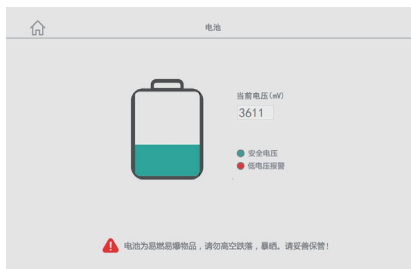 电池
当前电压(mV)
3611
安全电压
低电压报警
电池为易燃易爆物品，请勿高空跌落，暴晒。请妥善保管！